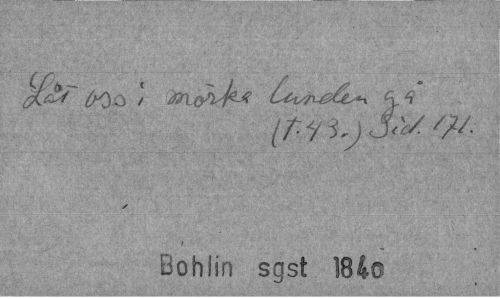 Låt oss i mörka lunden gå
(t.43.) Sid. 171.
Bohlin sgst 1840